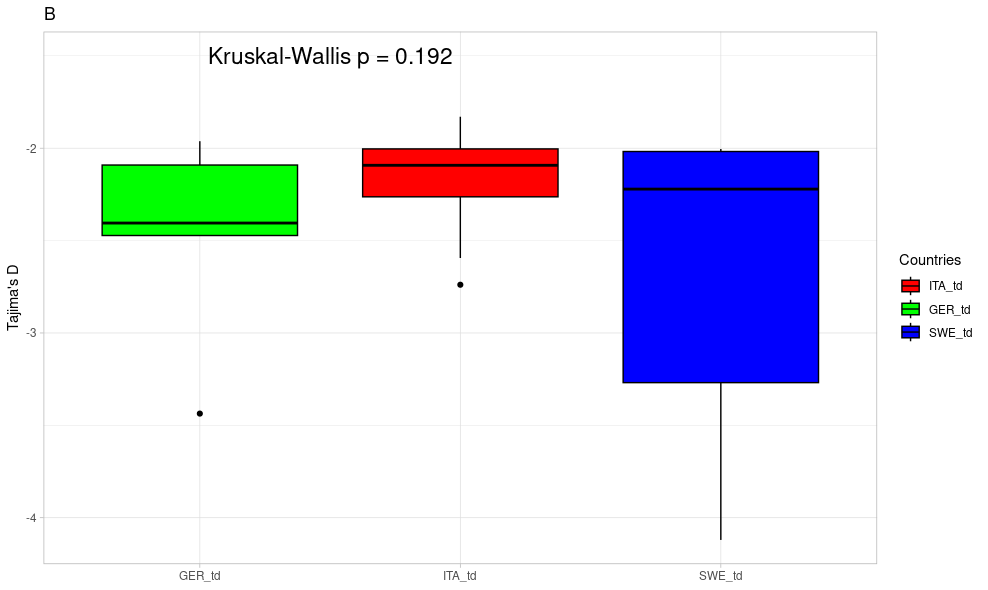 B
Kruskal-Wallis p = 0.192
Tajima's D
-2
-3
-4
GER_td
ITA_td
SWE_td
Countries
ITA_td
GER_td
SWE_td